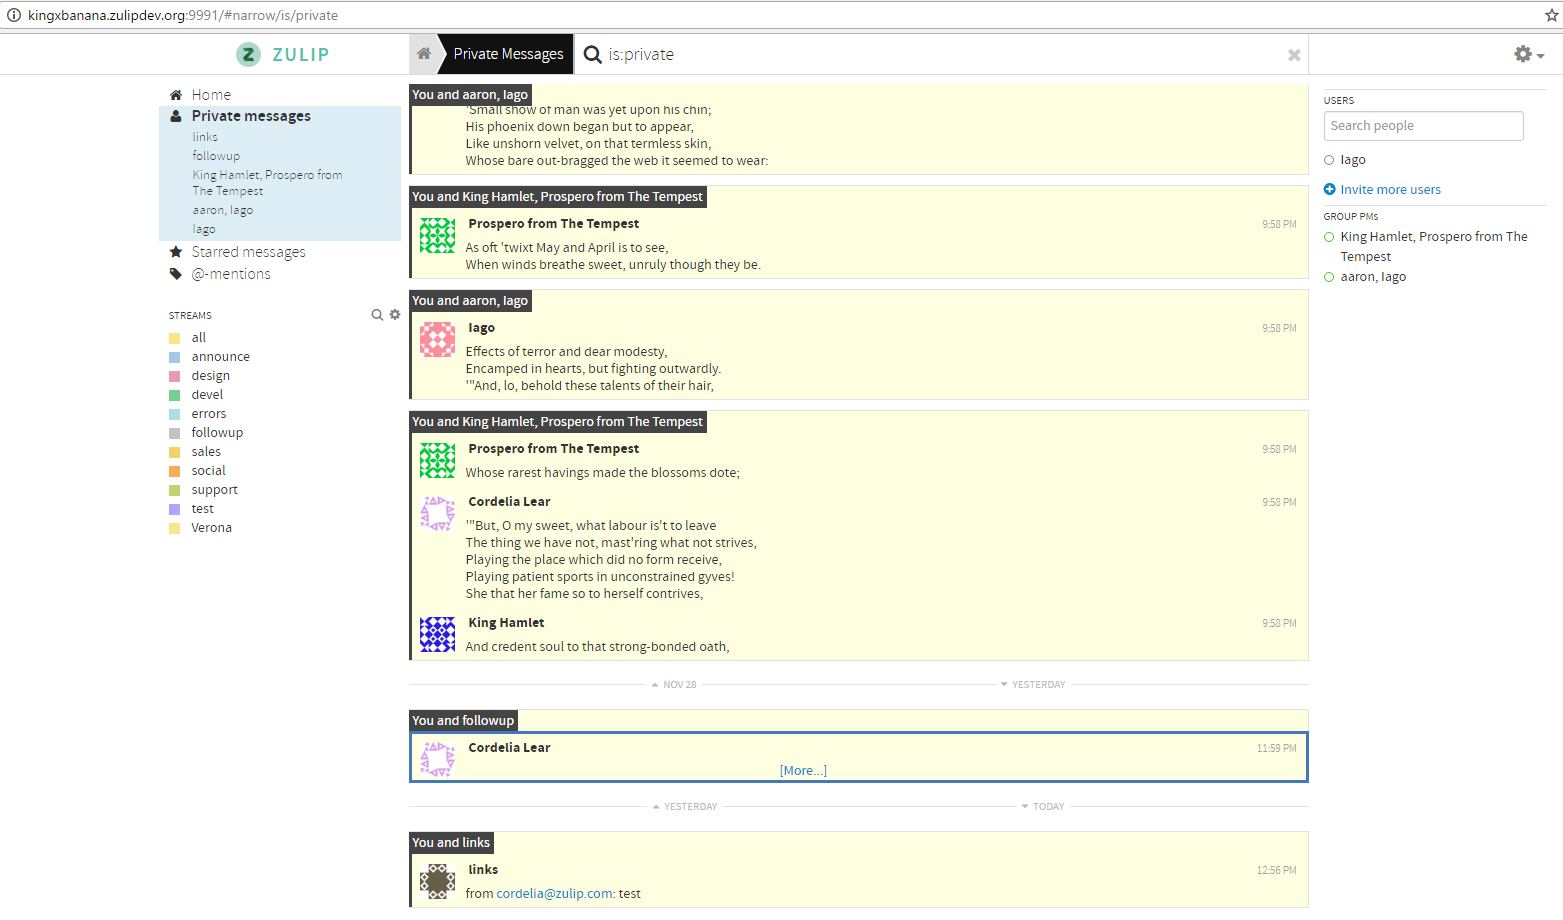 kingxbanana.zulipdev.org:9991/#narrow/is/private
ZULIP
Private Messages
is:private
Home
Private messages
links
followup
King Hamlet, Prospero from
The Tempest
aaron, Iago
Iago
Starred messages
@-mentions
STREAMS
all
announce
design
devel
errors
followup
sales
social
support
test
Verona
You and aaron, Iago
'Small show of man was yet upon his chin;
His phoenix down began but to appear,
Like unshorn velvet, on that termless skin,
Whose bare out-bragged the web it seemed to wear:
You and King Hamlet, Prospero from The Tempest
Prospero from The Tempest 9:58 PM
As oft 'twixt May and April is to see,
When winds breathe sweet, unruly though they be.
You and aaron, Iago
Iago 9:58 PM
Effects of terror and dear modesty,
Encamped in hearts, but fighting outwardly.
'"And, lo, behold these talents of their hair,
You and King Hamlet, Prospero from The Tempest
Prospero from The Tempest 9:58 PM
Whose rarest havings made the blossoms dote;
Cordelia Lear 9:58 PM
'"But, O my sweet, what labour is't to leave
The thing we have not, mast'ring what not strives,
Playing the place which did no form receive,
Playing patient sports in unconstrained gyves!
She that her fame so to herself contrives,
King Hamlet 9:58 PM
And credent soul to that strong-bonded oath,
NOV 28 YESTERDAY
You and followup
Cordelia Lear 11:59 PM
[More...]
YESTERDAY TODAY
You and links
links 12:56 PM
from cordelia@zulip.com: test
USERS
Search people
Iago
Invite more users
GROUP PMs
King Hamlet, Prospero from The
Tempest
aaron, Iago